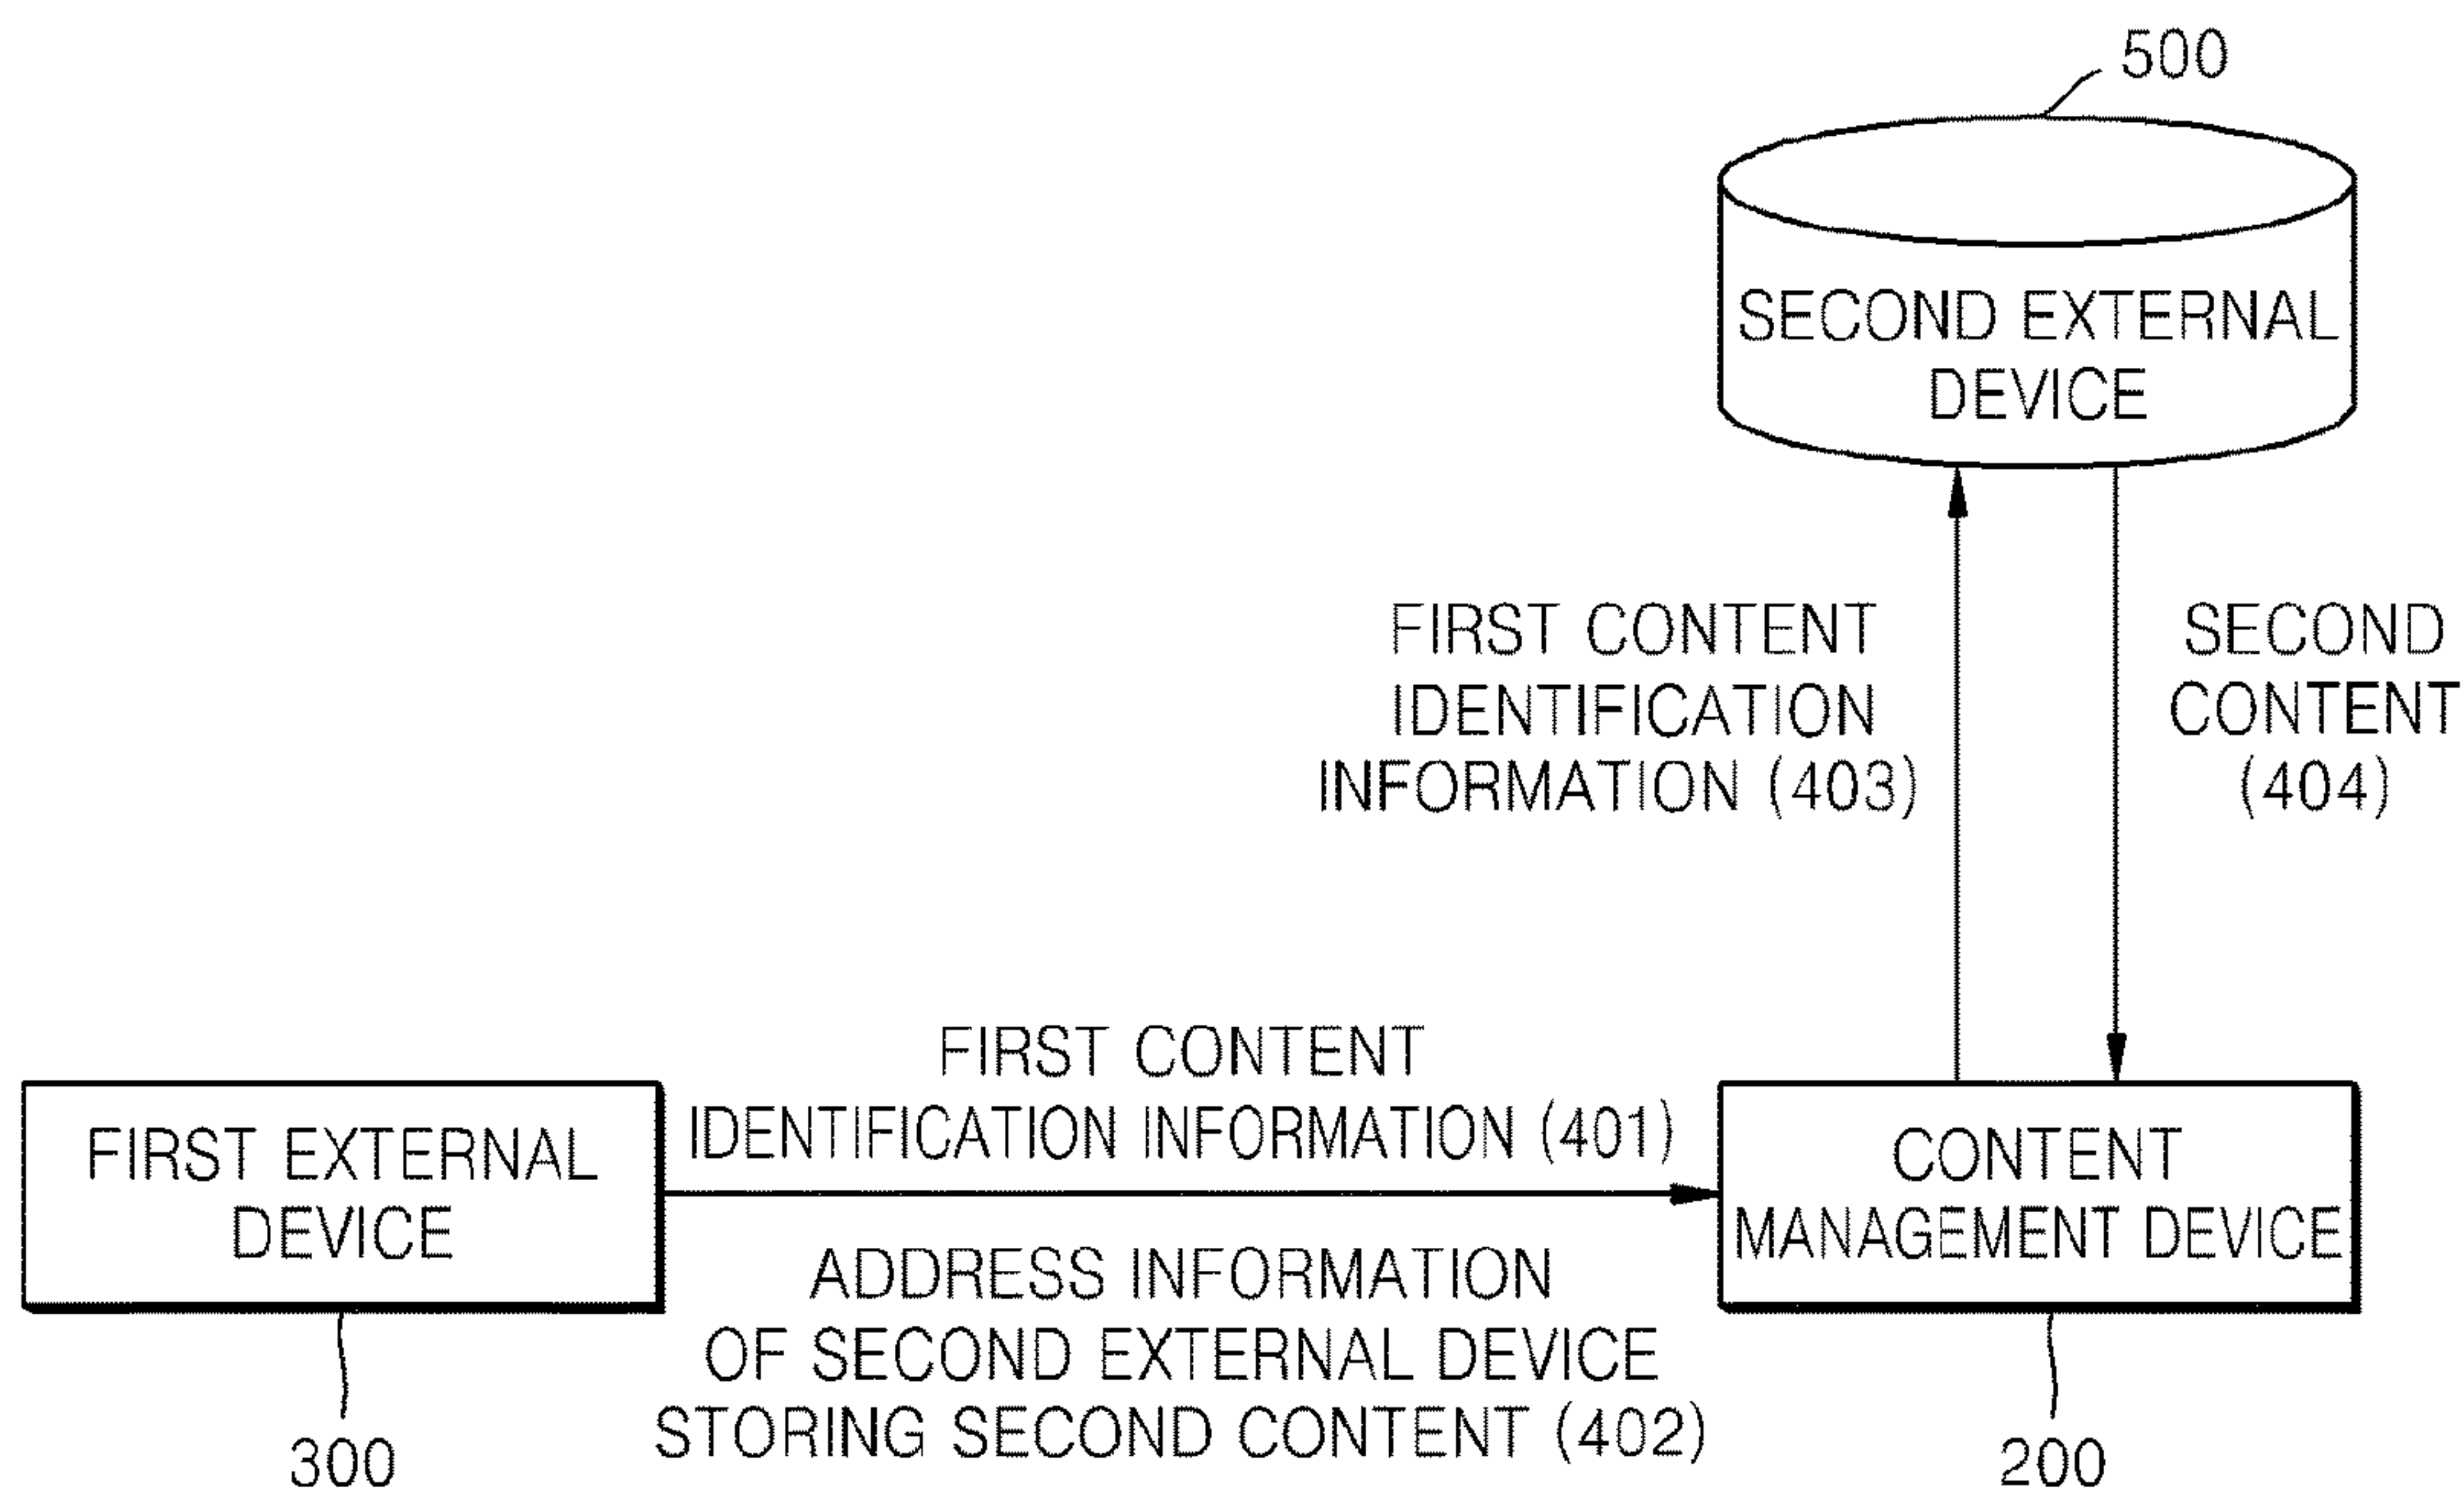 500
SECOND EXTERNAL
DEVICE
FIRST CONTENT
IDENTIFICATION
INFORMATION (403)
SECOND
CONTENT
(404)
FIRST CONTENT
IDENTIFICATION INFORMATION (401)
FIRST EXTERNAL
DEVICE
CONTENT
MANAGEMENT DEVICE
ADDRESS INFORMATION
OF SECOND EXTERNAL DEVICE
STORING SECOND CONTENT (402)
300
200